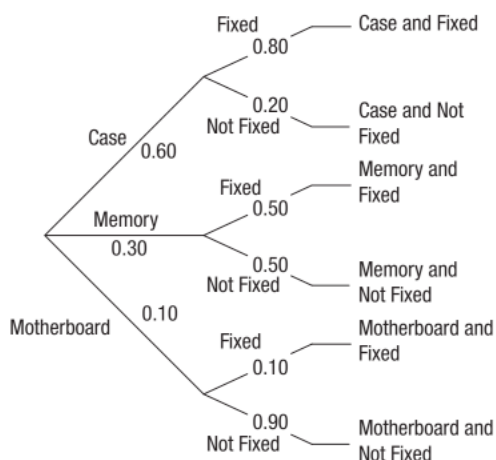 Fixed
0.80
Case and Fixed
0.20
Not Fixed
Case and Not
Fixed
Case
0.60
Fixed
0.50
Memory and
Fixed
Memory
0.30
0.50
Not Fixed
Memory and
Not Fixed
0.10
Motherboard
Fixed
0.10
Motherboard and
Fixed
0.90
Not Fixed
Motherboard and
Not Fixed